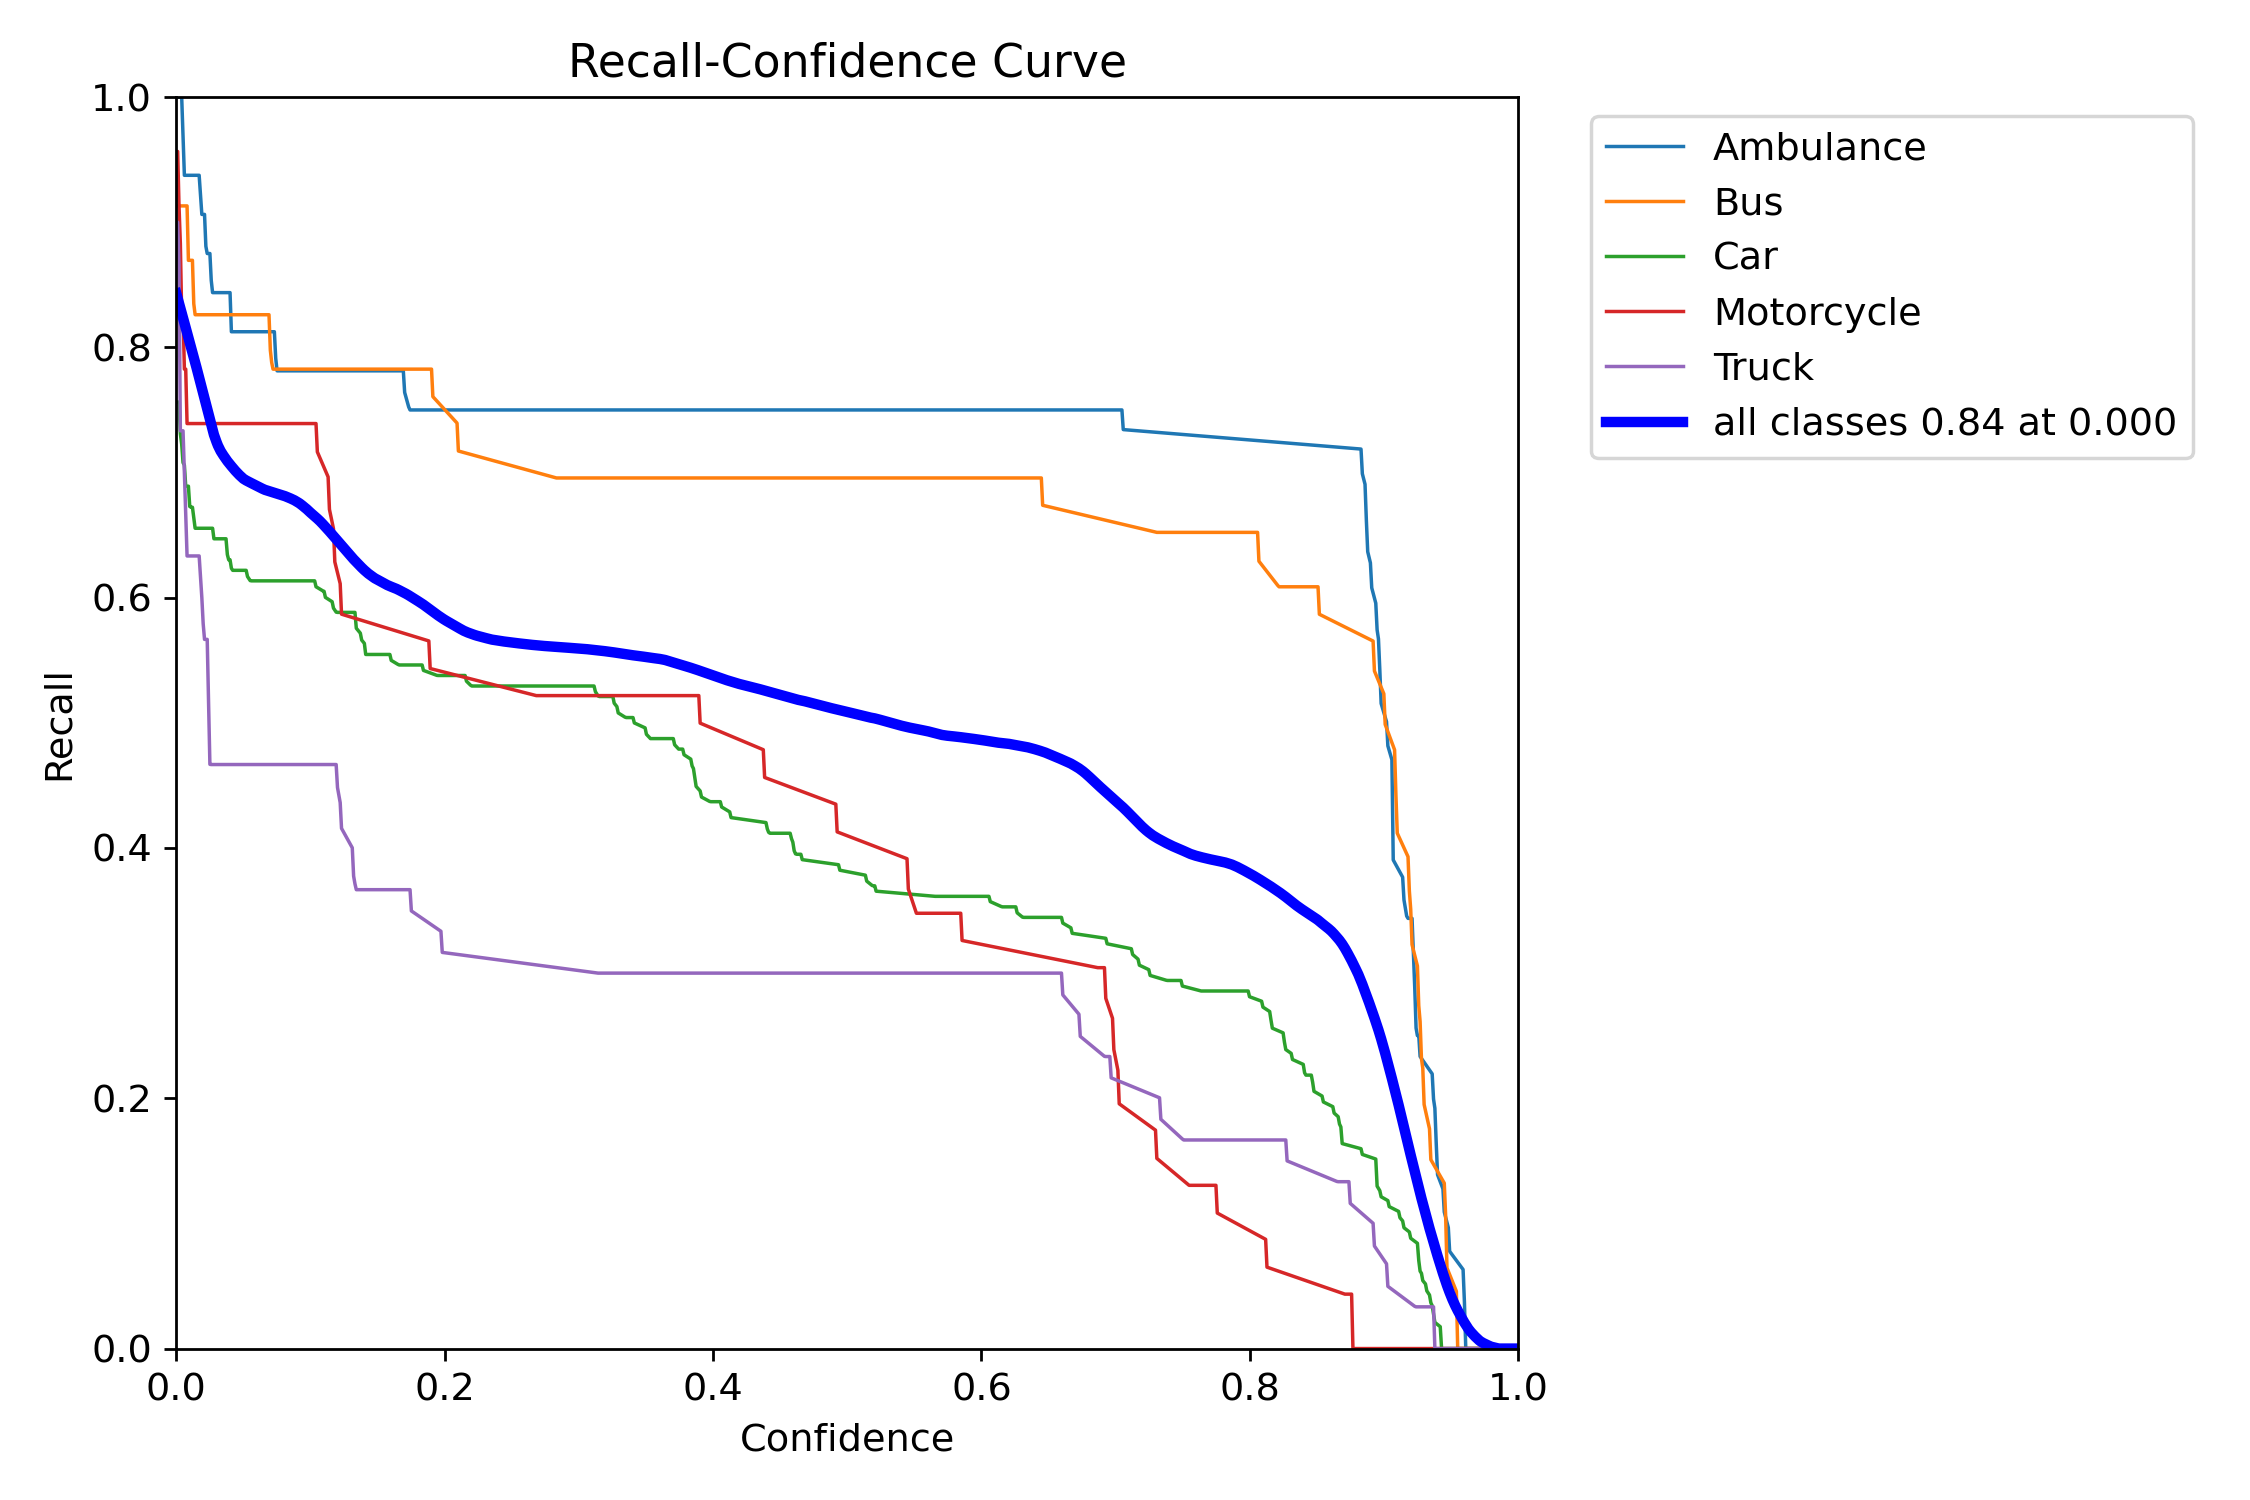 Recall-Confidence Curve
1.0
0.8
0.6
0.4
0.2
0.0
Recall
0.0 0.2 0.4 0.6 0.8 1.0
Confidence
Ambulance
Bus
Car
Motorcycle
Truck
all classes 0.84 at 0.000